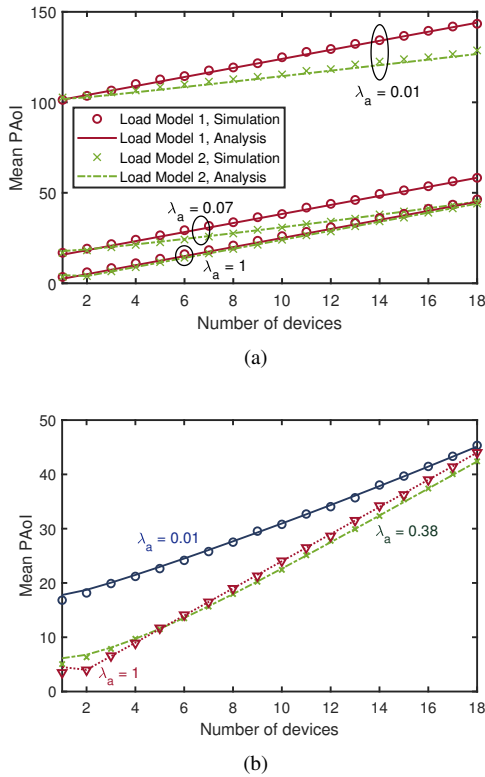 (a)
150
100
50
0
Mean PAoI
λa = 0.01
Load Model 1, Simulation
Load Model 1, Analysis
Load Model 2, Simulation
Load Model 2, Analysis
λa = 0.07
λa = 1
2 4 6 8 10 12 14 16 18
Number of devices
(a)
50
40
30
20
10
0
Mean PAoI
λa = 0.01
λa = 0.38
λa = 1
2 4 6 8 10 12 14 16 18
Number of devices
(b)